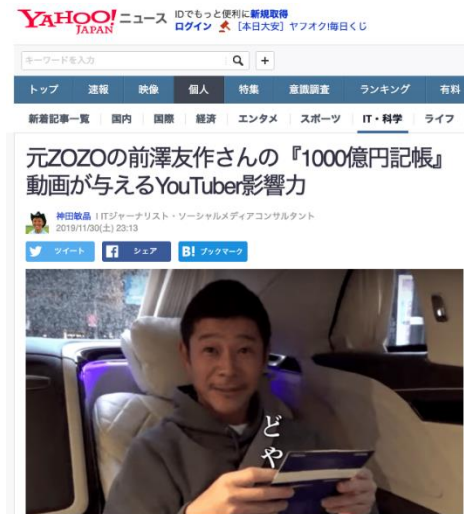 YAHOO! ニュース
JAPAN
IDでもっと便利に新規取得
ログイン 【本日大安】ヤフオク!毎日くじ
キーワードを入力
+
トップ 速報 映像 個人 特集 意識調査 ランキング 有料
新着記事一覧 国内 国際 経済 エンタメ スポーツ IT・科学 ライフ
元ZOZOの前澤友作さんの『1000億円記帳』
動画が与えるYouTuber影響力
神田敏晶 | ITジャーナリスト・ソーシャルメディアコンサルタント
2019/11/30(土) 23:13
ツイート シェア B! ブックマーク
どや